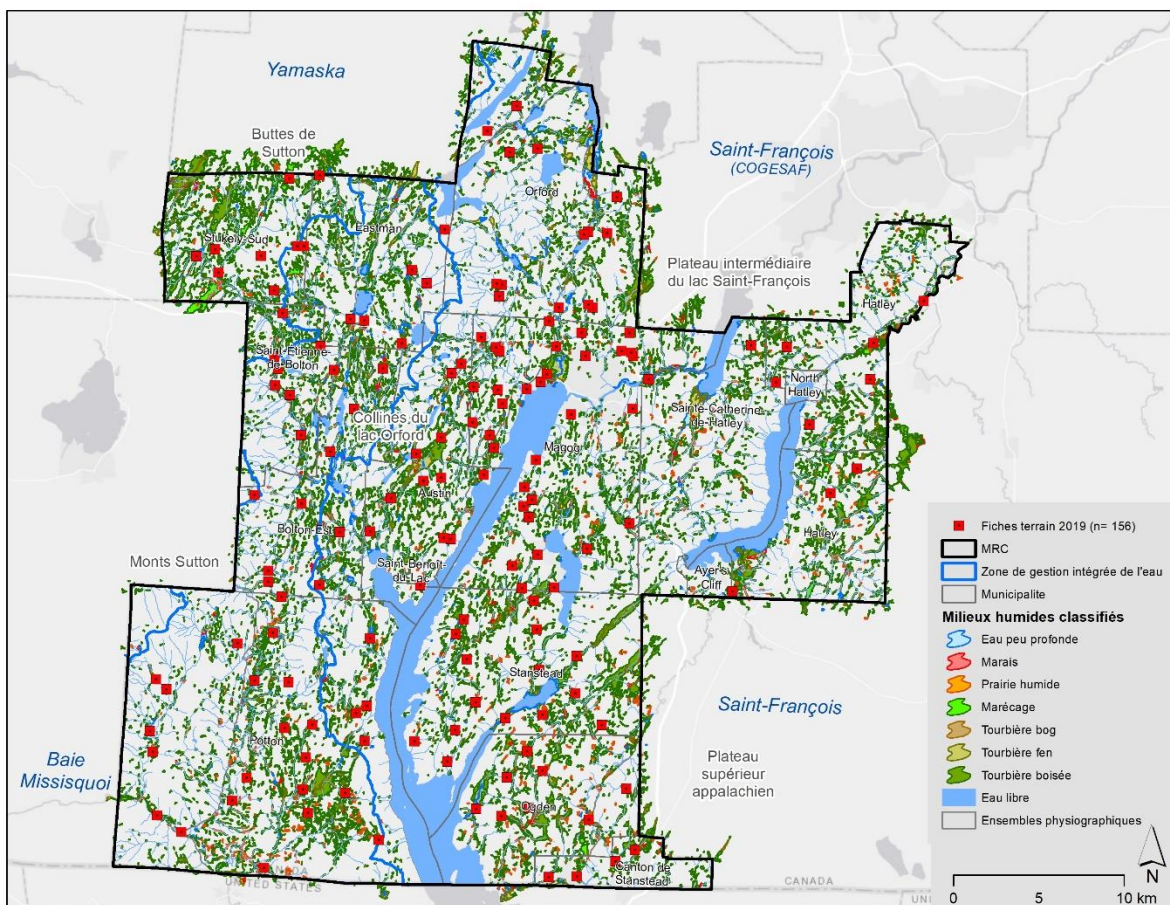 Yamaska
Buttes de
Sutton
Saint-François
(COGESAF)
Orford
Stukely-Sud
Eastman
Plateau intermédiaire
du lac Saint-François
Hatley
Saint-Etienne-
de-Bolton
North
Hatley
Sainte-Catherine-
de-Hatley
Collines du
lac Orford
Magog
Austin
Bolton-Est
Hatley
Monts Sutton
Saint-Benoît-
du-Lac
Ayer's
Cliff
Stanstead
Saint-François
Potton
Baie
Missisquoi
Plateau
supérieur
appalachien
Ogden
Canton de
Stanstead
CANADA
UNITED STATES
CANADA
Fiches terrain 2019 (n= 156)
MRC
Zone de gestion intégrée de l'eau
Municipalite
Milieux humides classifiés
Eau peu profonde
Marais
Prairie humide
Marécage
Tourbière bog
Tourbière fen
Tourbière boisée
Eau libre
Ensembles physiographiques
N
0 5 10 km